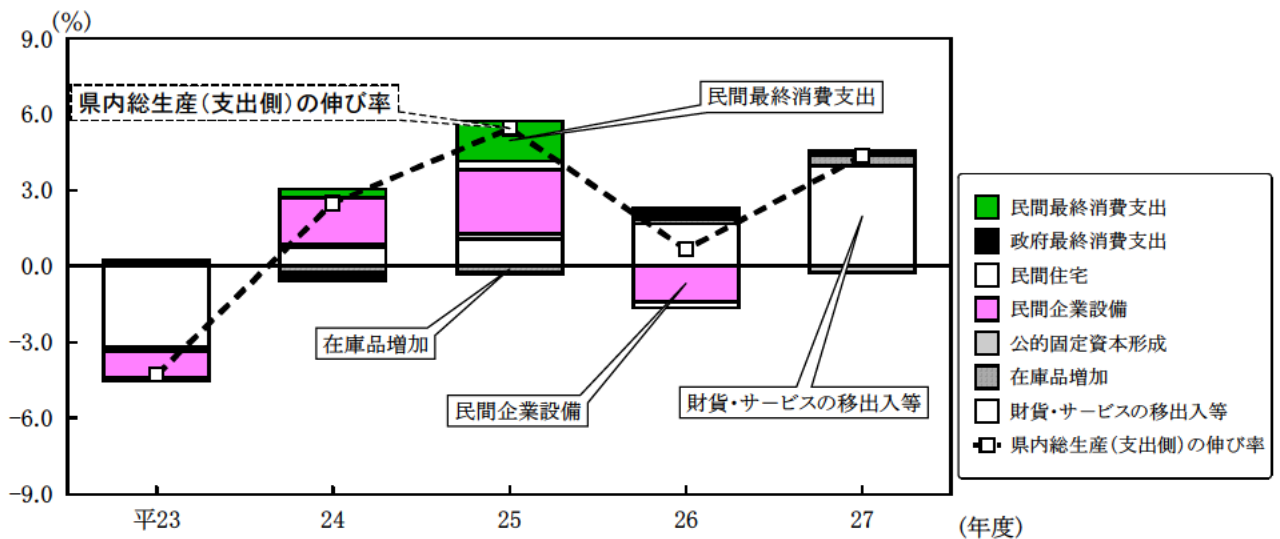 (%)
9.0
6.0
3.0
0.0
-3.0
-6.0
-9.0
県内総生産(支出側)の伸び率
民間最終消費支出
在庫品増加
民間企業設備
財貨・サービスの移出入等
平23
24
25
26
27
(年度)
民間最終消費支出
政府最終消費支出
民間住宅
民間企業設備
公的固定資本形成
在庫品増加
財貨・サービスの移出入等
県内総生産(支出側)の伸び率